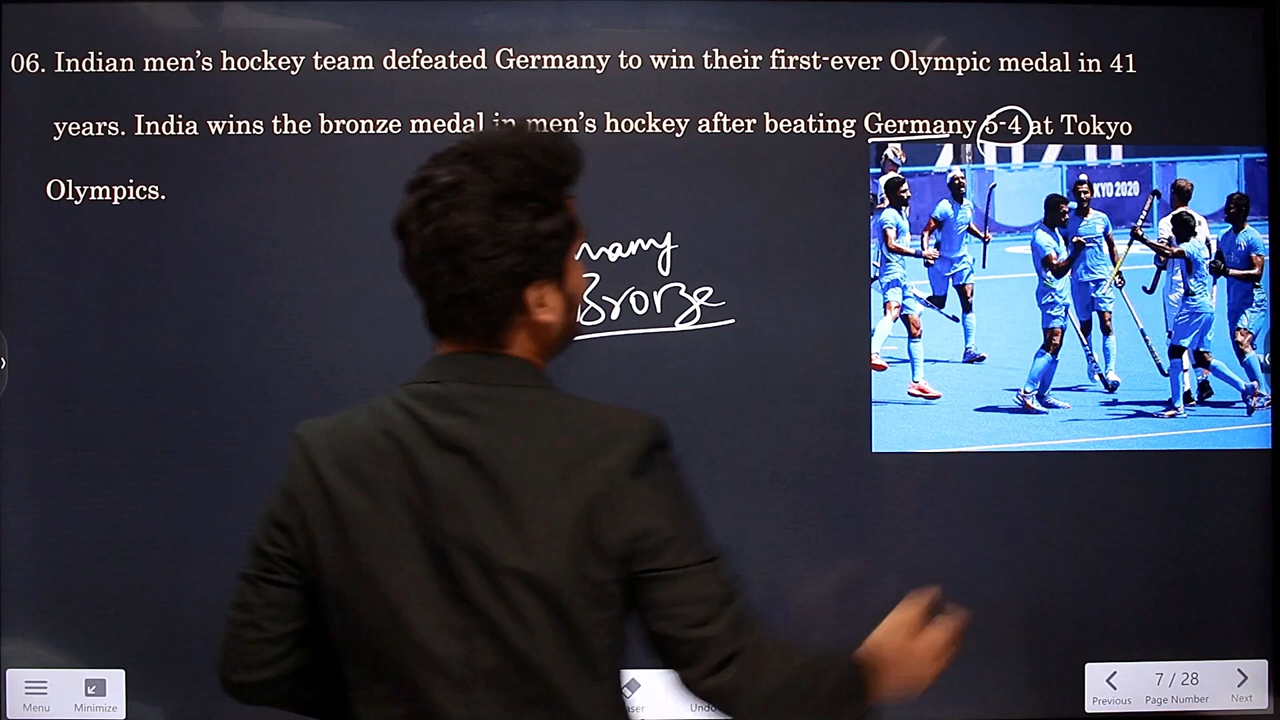 06. Indian men's hockey team defeated Germany to win their first-ever Olympic medal in 41
years. India wins the bronze medal in men's hockey after beating Germany 5-4 at Tokyo
Olympics.
KYO 2020
Bronze
Menu
Minimize
Undo
Previous
7 / 28
Page Number
Next